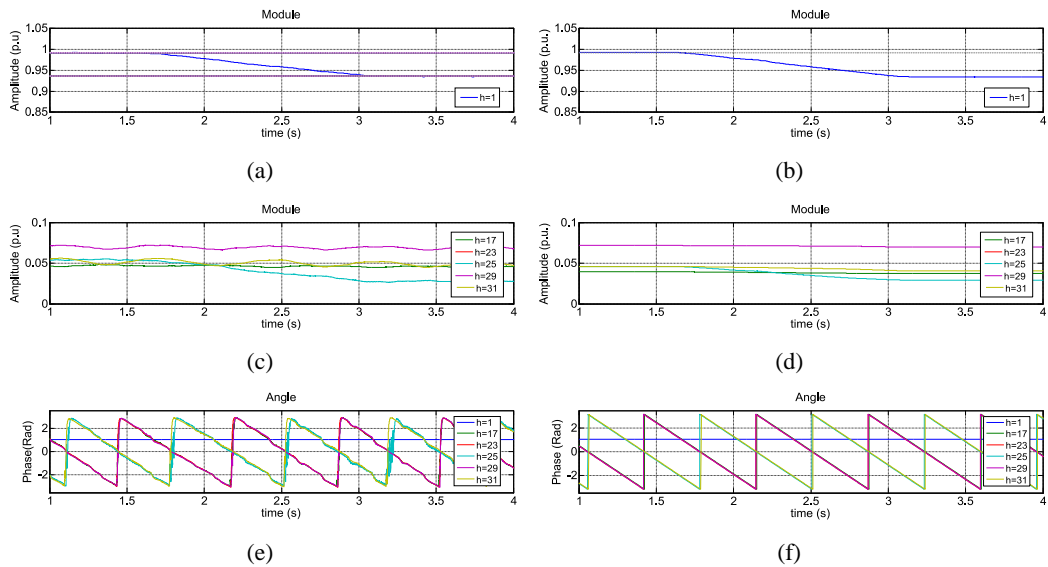 Module
Amplitude (p.u)
1.05
1
0.95
0.9
0.85
h=1
1 1.5 2 2.5 3 3.5 4
time (s)
(a)
Module
Amplitude (p.u.)
1.05
1
0.95
0.9
0.85
h=1
1 1.5 2 2.5 3 3.5 4
time (s)
(b)
Module
Amplitude (p.u)
0.1
0.05
0
h=17
h=23
h=25
h=29
h=31
1 1.5 2 2.5 3 3.5 4
time (s)
(c)
Module
Amplitude (p.u.)
0.1
0.05
0
h=17
h=23
h=25
h=29
h=31
1 1.5 2 2.5 3 3.5 4
time (s)
(d)
Angle
Phase(Rad)
2
0
-2
h=1
h=17
h=23
h=25
h=29
h=31
1 1.5 2 2.5 3 3.5 4
time (s)
(e)
Angle
Phase (Rad)
2
0
-2
h=1
h=17
h=23
h=25
h=29
h=31
1 1.5 2 2.5 3 3.5 4
time (s)
(f)